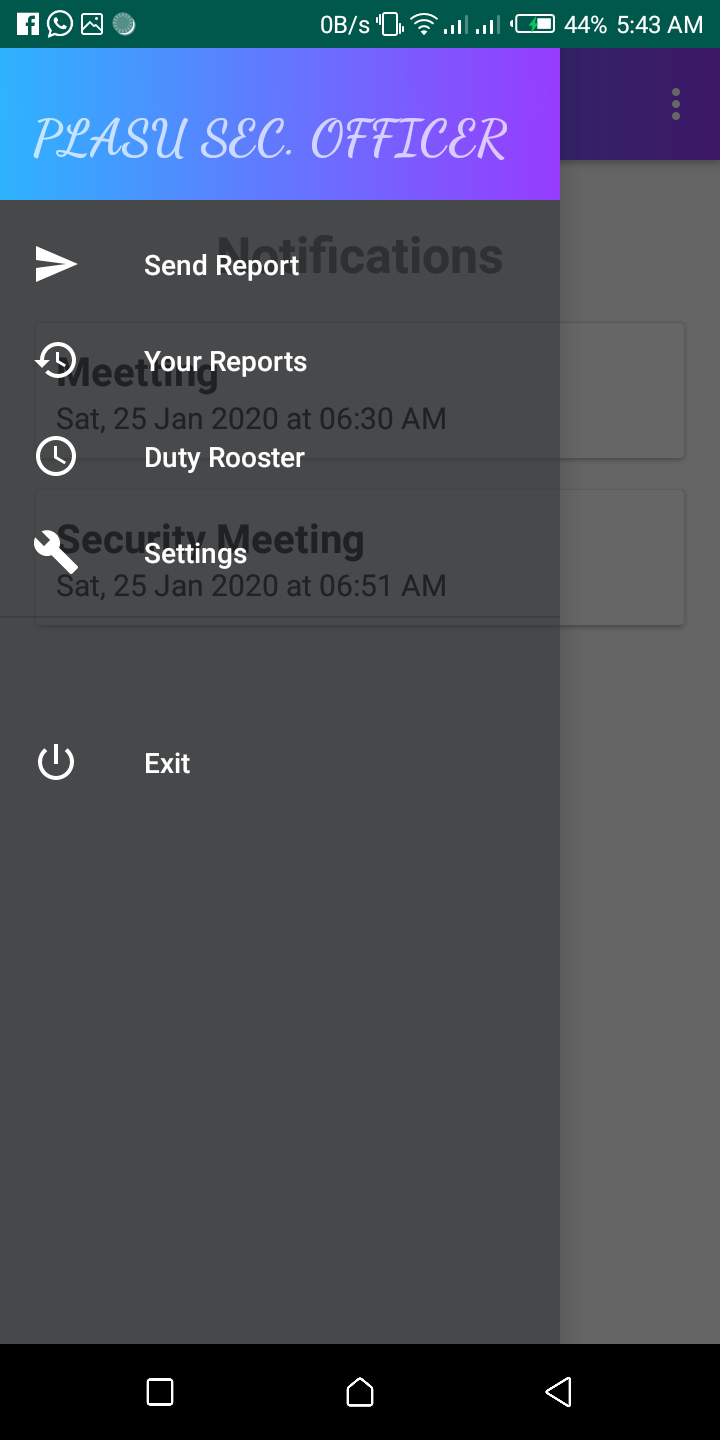 0B/s 44% 5:43 AM
PLASU SEC. OFFICER
Notifications
Send Report
Your Reports
Meetting
Sat, 25 Jan 2020 at 06:30 AM
Duty Rooster
Security Meeting
Settings
Sat, 25 Jan 2020 at 06:51 AM
Exit